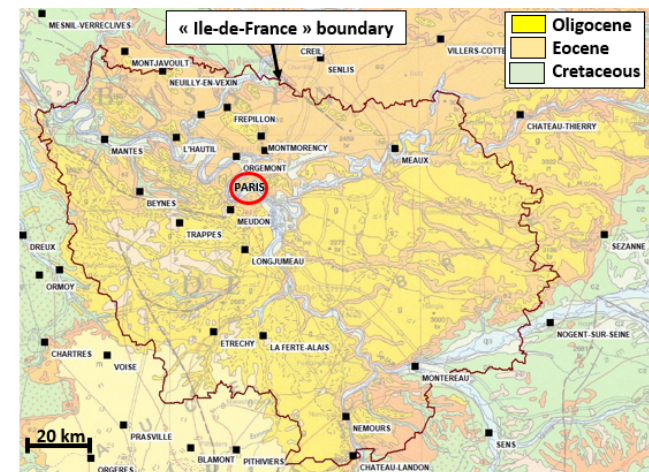 MESNIL-VERRECLIVES
« Ile-de-France » boundary
Oligocene
Eocene
Cretaceous
CREIL
VILLERS-COTTE
MONTJAVOULT
SENLIS
NEUILLY-EN-VEXIN
FREPILLON
CHATEAU-THIERRY
MANTES
L'HAUTIL
MONTMORENCY
MEAUX
ORGEMONT
PARIS
BEYNES
MEUDON
TRAPPES
SEZANNE
DREUX
LONGJUMEAU
ORMOY
NOGENT-SUR-SEINE
ETRECHY
LA FERTE-ALAIS
CHARTRES
VOISE
MONTEREAU
NEMOURS
PRASVILLE
SENS
20 km
BLAMONT
PITHIVIERS
CHATEAU-LANDON
ORGERES